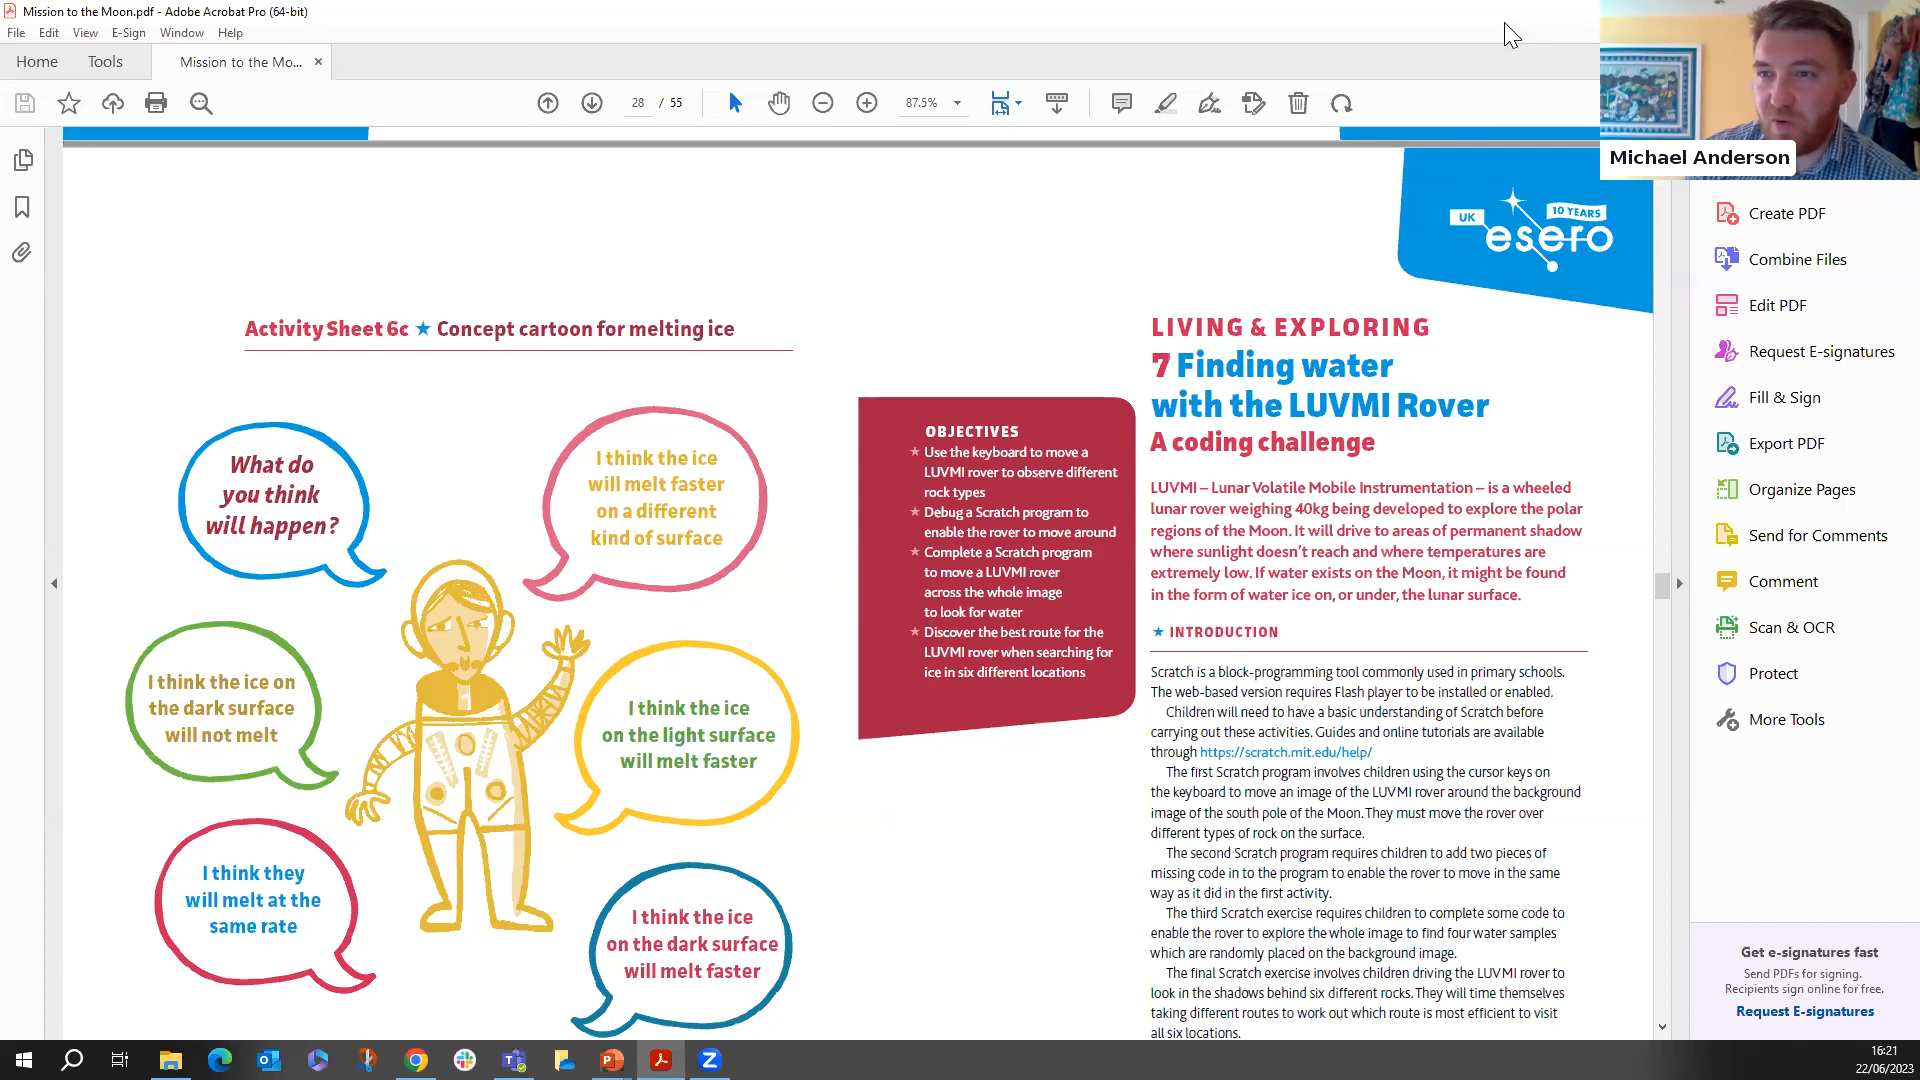 Mission to the Moon.pdf - Adobe Acrobat Pro (64-bit)
File Edit View E-Sign Window Help
Home Tools Mission to the Mo... ×
28 / 55 87.5%
Michael Anderson
UK 10 YEARS
esero
Activity Sheet 6c ★ Concept cartoon for melting ice
What do
you think
will happen?
I think the ice
will melt faster
on a different
kind of surface
I think the ice on
the dark surface
will not melt
I think the ice
on the light surface
will melt faster
I think they
will melt at the
same rate
I think the ice
on the dark surface
will melt faster
OBJECTIVES
★ Use the keyboard to move a
LUVMI rover to observe different
rock types
★ Debug a Scratch program to
enable the rover to move around
★ Complete a Scratch program
to move a LUVMI rover
across the whole image
to look for water
★ Discover the best route for the
LUVMI rover when searching for
ice in six different locations
LIVING & EXPLORING
7 Finding water
with the LUVMI Rover
A coding challenge
LUVMI – Lunar Volatile Mobile Instrumentation – is a wheeled
lunar rover weighing 40kg being developed to explore the polar
regions of the Moon. It will drive to areas of permanent shadow
where sunlight doesn't reach and where temperatures are
extremely low. If water exists on the Moon, it might be found
in the form of water ice on, or under, the lunar surface.
★ INTRODUCTION
Scratch is a block-programming tool commonly used in primary schools.
The web-based version requires Flash player to be installed or enabled.
Children will need to have a basic understanding of Scratch before
carrying out these activities. Guides and online tutorials are available
through https://scratch.mit.edu/help/
The first Scratch program involves children using the cursor keys on
the keyboard to move an image of the LUVMI rover around the background
image of the south pole of the Moon. They must move the rover over
different types of rock on the surface.
The second Scratch program requires children to add two pieces of
missing code in to the program to enable the rover to move in the same
way as it did in the first activity.
The third Scratch exercise requires children to complete some code to
enable the rover to explore the whole image to find four water samples
which are randomly placed on the background image.
The final Scratch exercise involves children driving the LUVMI rover to
look in the shadows behind six different rocks. They will time themselves
taking different routes to work out which route is most efficient to visit
all six locations.
Create PDF
Combine Files
Edit PDF
Request E-signatures
Fill & Sign
Export PDF
Organize Pages
Send for Comments
Comment
Scan & OCR
Protect
More Tools
Get e-signatures fast
Send PDFs for signing.
Recipients sign online for free.
Request E-signatures
16:21
22/06/2023